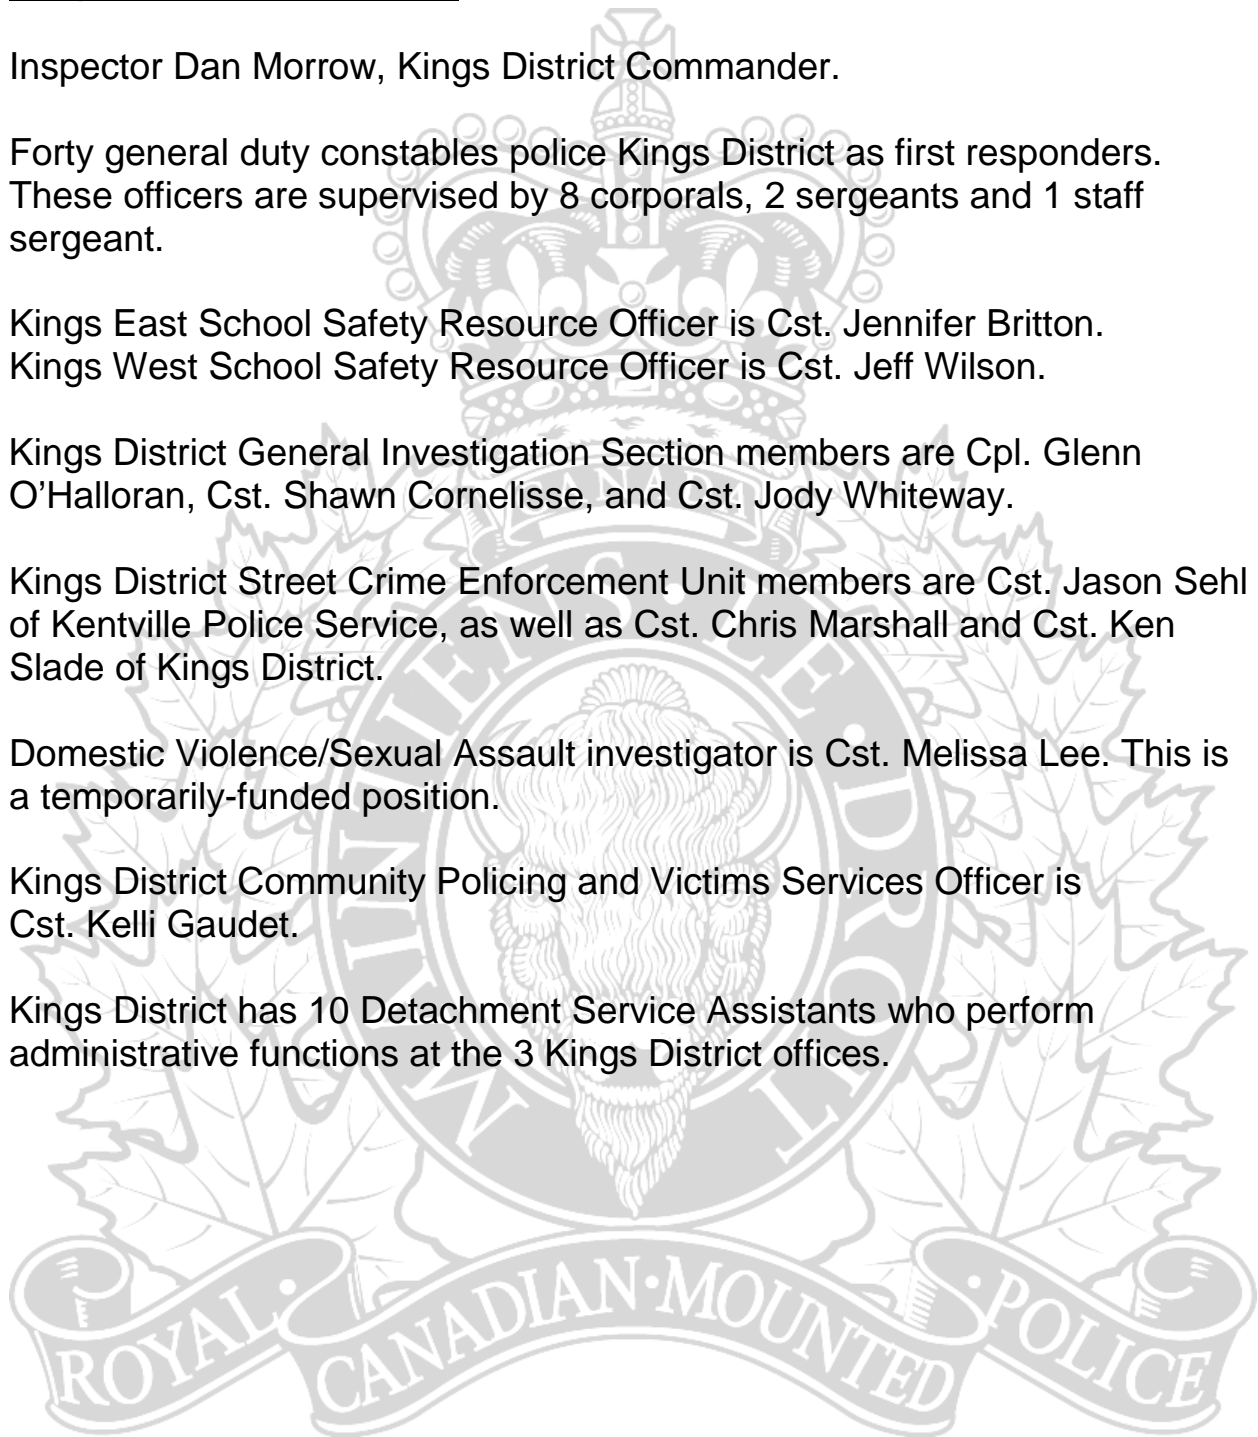 Inspector Dan Morrow, Kings District Commander.
Forty general duty constables police Kings District as first responders.
These officers are supervised by 8 corporals, 2 sergeants and 1 staff
sergeant.
Kings East School Safety Resource Officer is Cst. Jennifer Britton.
Kings West School Safety Resource Officer is Cst. Jeff Wilson.
Kings District General Investigation Section members are Cpl. Glenn
O’Halloran, Cst. Shawn Cornelisse, and Cst. Jody Whiteway.
Kings District Street Crime Enforcement Unit members are Cst. Jason Sehl
of Kentville Police Service, as well as Cst. Chris Marshall and Cst. Ken
Slade of Kings District.
Domestic Violence/Sexual Assault investigator is Cst. Melissa Lee. This is
a temporarily-funded position.
Kings District Community Policing and Victims Services Officer is
Cst. Kelli Gaudet.
Kings District has 10 Detachment Service Assistants who perform
administrative functions at the 3 Kings District offices.
CANADA
MAINTIENS·LE·DROIT
ROYAL·CANADIAN·MOUNTED·POLICE